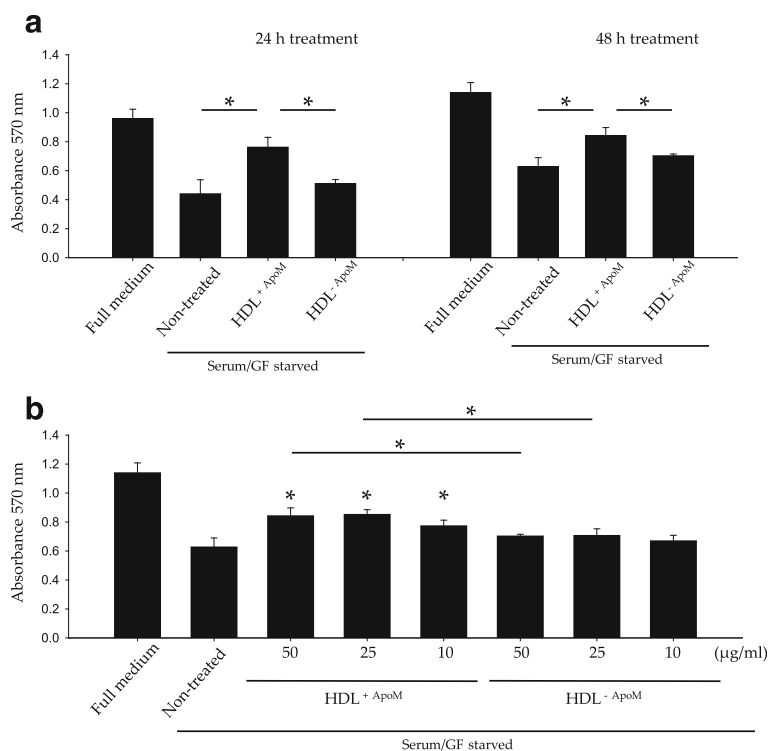 a
24 h treatment
48 h treatment
Absorbance 570 nm
1.4
1.2
1.0
0.8
0.6
0.4
0.2
0.0
* * * *
Full medium
Non-treated
HDL + ApoM
HDL - ApoM
Full medium
Non-treated
HDL + ApoM
HDL - ApoM
Serum/GF starved
Serum/GF starved
b
Absorbance 570 nm
1.4
1.2
1.0
0.8
0.6
0.4
0.2
0.0
*
*
* * *
Full medium
Non-treated
50 25 10 50 25 10 (µg/ml)
HDL + ApoM
HDL - ApoM
Serum/GF starved